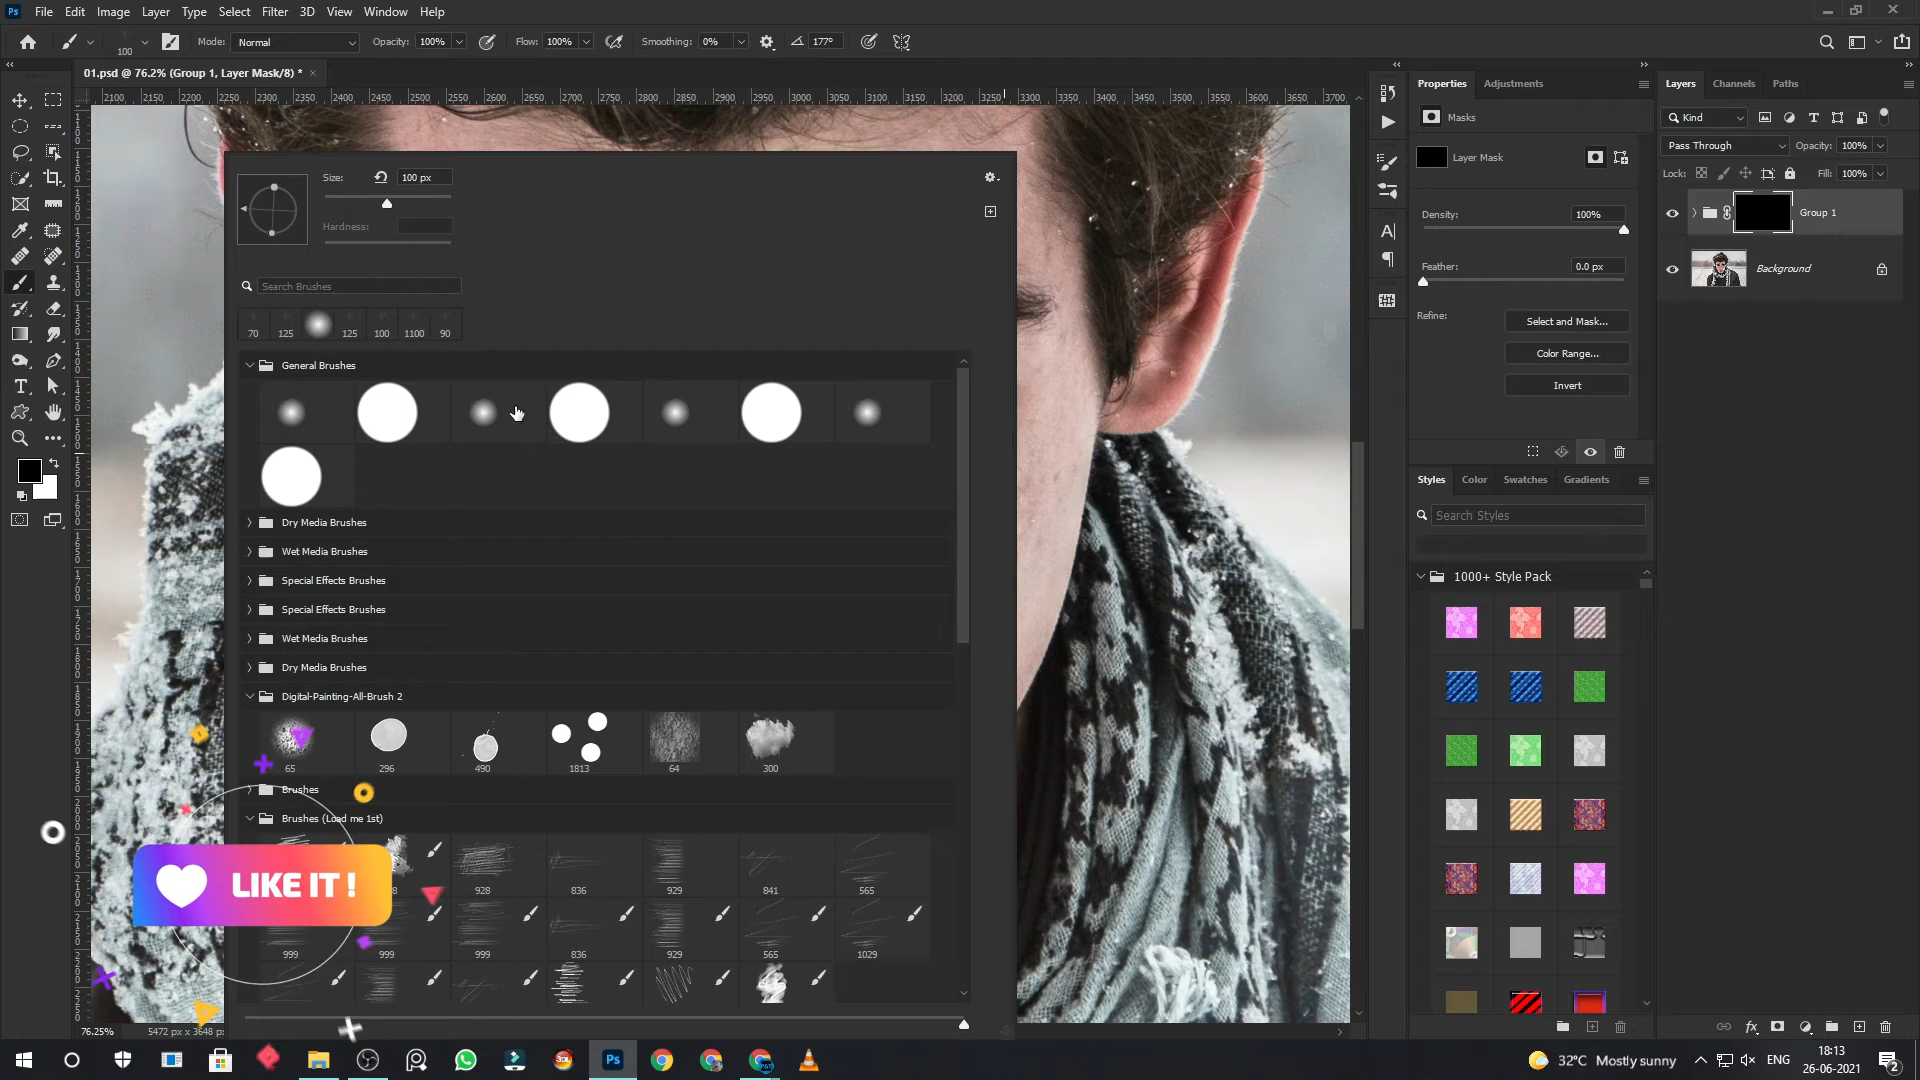 Ps File Edit Image Layer Type Select Filter 3D View Window Help
100 Mode: Normal Opacity: 100% Flow: 100% Smoothing: 0% 177°
01.psd @ 76.2% (Group 1, Layer Mask/8) *
2100 2150 2200 2250 2300 2350 2400 2450 2500 2550 2600 2650 2700 2750 2800 2850 2900 2950 3000 3050 3100 3150 3200 3250 3300 3350 3400 3450 3500 3550 3600 3650 3700
Size: 100 px
Hardness:
Search Brushes
70 125 125 100 1100 90
General Brushes
Dry Media Brushes
Wet Media Brushes
Special Effects Brushes
Special Effects Brushes
Wet Media Brushes
Dry Media Brushes
Digital-Painting-All-Brush 2
65 296 490 1813 64 300
Brushes
Brushes (Load me 1st)
928 836 929 841 565
999 999 999 836 929 565 1029
LIKE IT !
76.25% 5472 px x 3648 px
Properties Adjustments
Masks
Layer Mask
Density: 100%
Feather: 0.0 px
Refine: Select and Mask...
Color Range...
Invert
Styles Color Swatches Gradients
Search Styles
1000+ Style Pack
Layers Channels Paths
Kind
Pass Through Opacity: 100%
Lock: Fill: 100%
Group 1
Background
fx
Ps
32°C Mostly sunny
ENG
18:13
26-06-2021
2